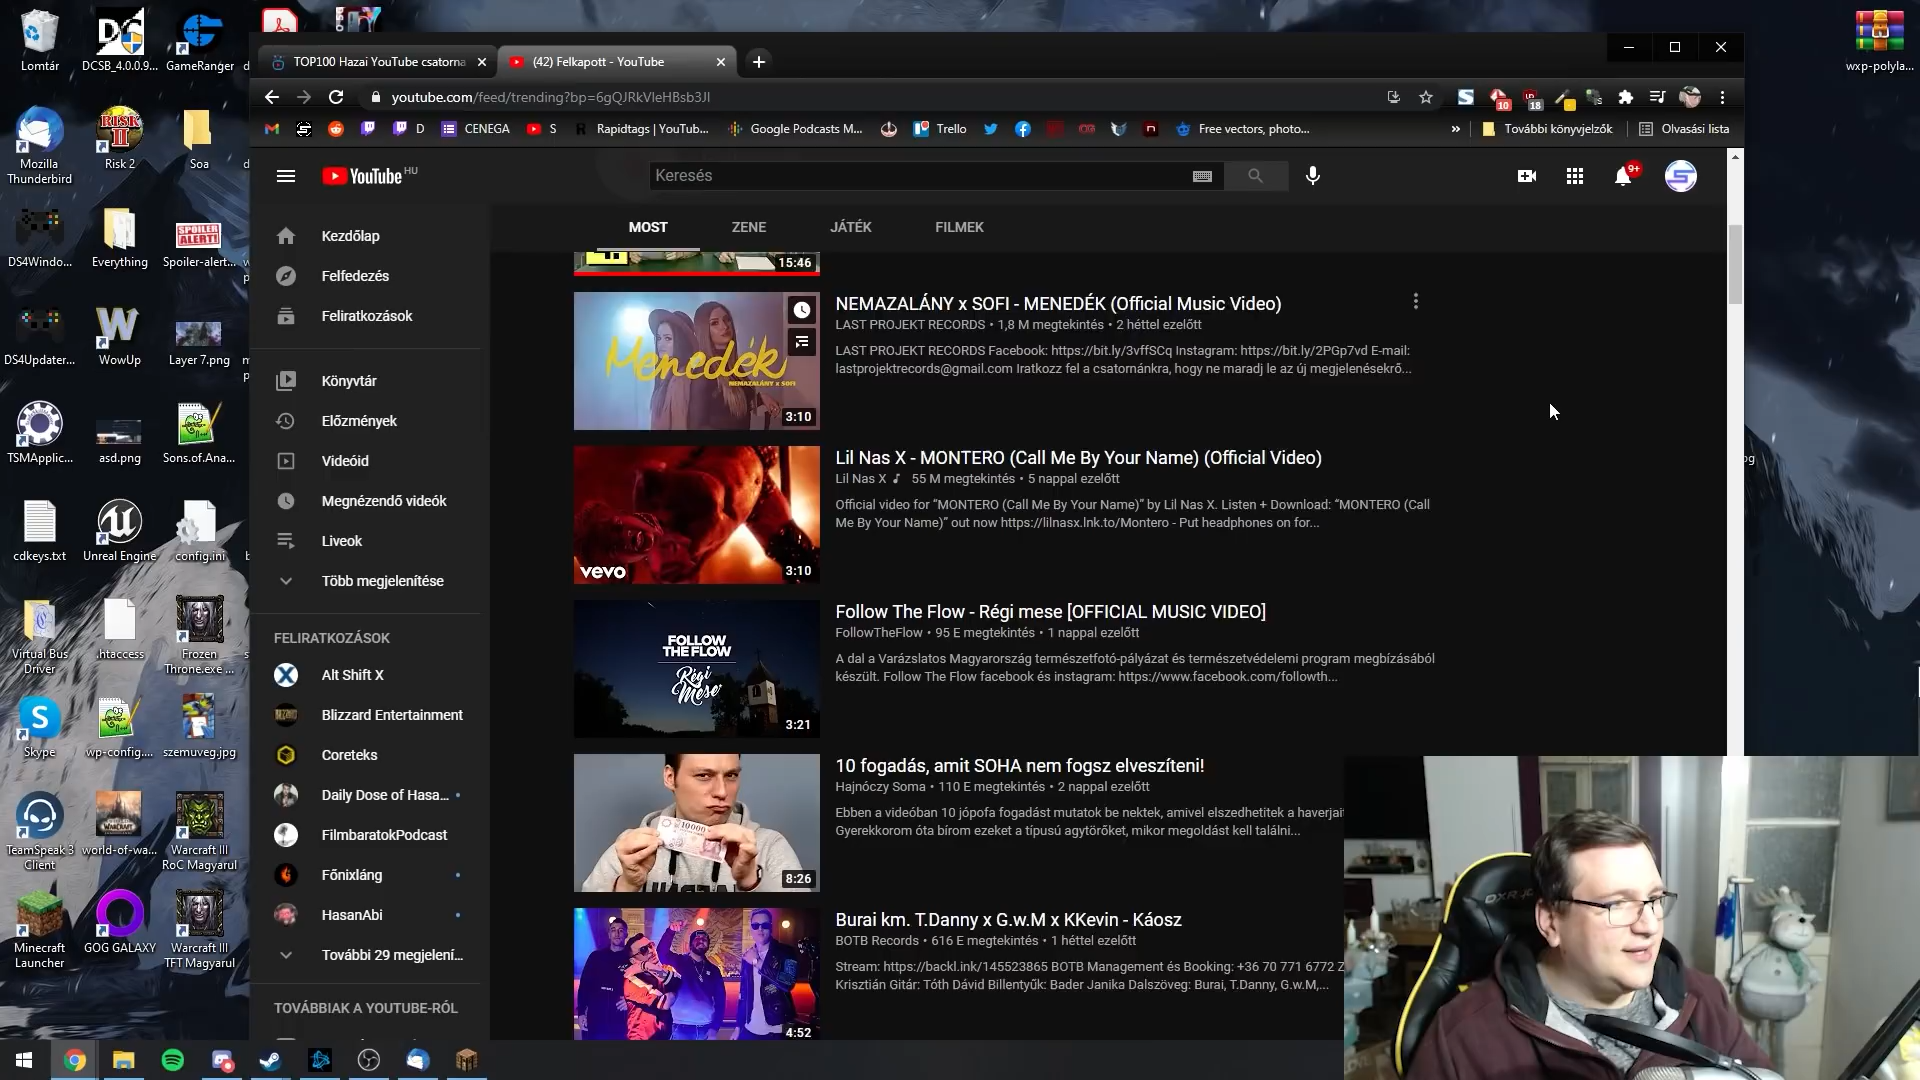 TOP100 Hazai YouTube csatorna
(42) Felkapott - YouTube
youtube.com/feed/trending?bp=6gQJRkVleHBsb3Jl
10
18
D
CENEGA
S
Rapidtags | YouTub...
Google Podcasts M...
Trello
Free vectors, photo...
»
További könyvjelzők
Olvasási lista
YouTube HU
Keresés
9+
MOST
ZENE
JÁTÉK
FILMEK
Kezdőlap
Felfedezés
Feliratkozások
Könyvtár
Előzmények
Videóid
Megnézendő videók
Liveok
Több megjelenítése
FELIRATKOZÁSOK
Alt Shift X
Blizzard Entertainment
Coreteks
Daily Dose of Hasa...
FilmbaratokPodcast
Főnixláng
HasanAbi
További 29 megjelení...
TOVÁBBIAK A YOUTUBE-RÓL
15:46
Menedék
NEMAZALÁNY x SOFI
3:10
NEMAZALÁNY x SOFI - MENEDÉK (Official Music Video)
LAST PROJEKT RECORDS • 1,8 M megtekintés • 2 héttel ezelőtt
LAST PROJEKT RECORDS Facebook: https://bit.ly/3vffSCq Instagram: https://bit.ly/2PGp7vd E-mail:
lastprojektrecords@gmail.com Iratkozz fel a csatornánkra, hogy ne maradj le az új megjelenésekrő...
vevo
3:10
Lil Nas X - MONTERO (Call Me By Your Name) (Official Video)
Lil Nas X 55 M megtekintés • 5 nappal ezelőtt
Official video for “MONTERO (Call Me By Your Name)” by Lil Nas X. Listen + Download: “MONTERO (Call
Me By Your Name)” out now https://lilnasx.lnk.to/Montero - Put headphones on for...
FOLLOW
THE FLOW
Régi
Mese
3:21
Follow The Flow - Régi mese [OFFICIAL MUSIC VIDEO]
FollowTheFlow • 95 E megtekintés • 1 nappal ezelőtt
A dal a Varázslatos Magyarország természetfotó-pályázat és természetvédelemi program megbízásából
készült. Follow The Flow facebook és instagram: https://www.facebook.com/followth...
10000
8:26
10 fogadás, amit SOHA nem fogsz elveszíteni!
Hajnóczy Soma • 110 E megtekintés • 2 nappal ezelőtt
Ebben a videóban 10 jópofa fogadást mutatok be nektek, amivel elszedhetitek a haverjait
Gyerekkorom óta bírom ezeket a típusú agytörőket, mikor megoldást kell találni...
4:52
Burai km. T.Danny x G.w.M x KKevin - Káosz
BOTB Records • 616 E megtekintés • 1 héttel ezelőtt
Stream: https://backl.ink/145523865 BOTB Management és Booking: +36 70 771 6772 Z
Krisztián Gitár: Tóth Dávid Billentyűk: Bader Janika Dalszöveg: Burai, T.Danny, G.w.M,...
Lomtár
DCSB_4.0.0.9...
GameRanger
wxp-polyla...
Mozilla
Thunderbird
RISK
II
Risk 2
Soa
DS4Windo...
Everything
SPOILER
ALERT!
Spoiler-alert...
DS4Updater...
WowUp
Layer 7.png
TSMApplic...
asd.png
Sons.of.Ana...
cdkeys.txt
Unreal Engine
config.ini
Virtual Bus
Driver
.htaccess
Frozen
Throne.exe ...
Skype
wp-config....
szemuveg.jpg
TeamSpeak 3
Client
world-of-wa...
Warcraft III
RoC Magyarul
Minecraft
Launcher
GOG GALAXY
Warcraft III
TFT Magyarul